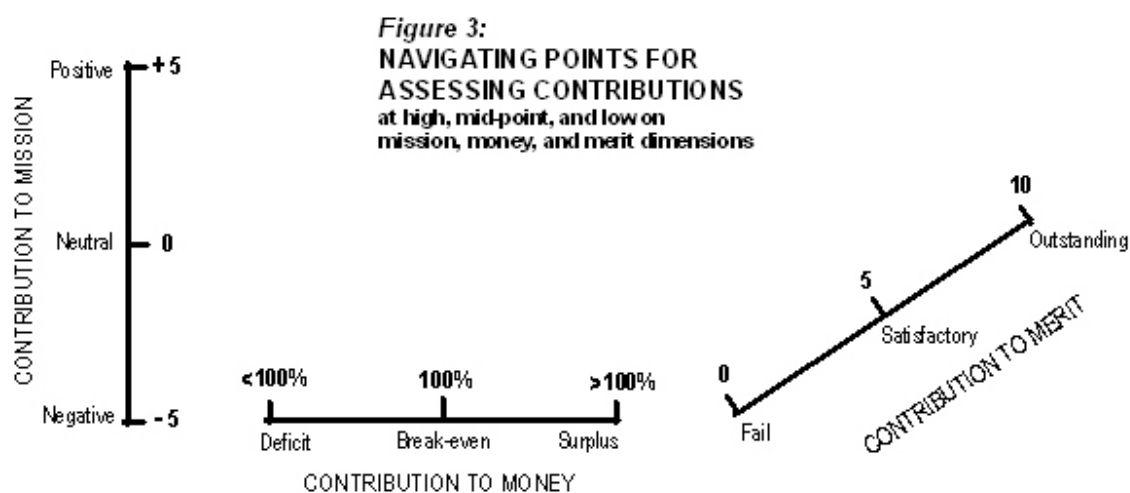 Figure 3:
NAVIGATING POINTS FOR
ASSESSING CONTRIBUTIONS
at high, mid-point, and low on
mission, money, and merit dimensions
CONTRIBUTION TO MISSION
Positive +5
Neutral 0
Negative -5
<100% 100% >100%
Deficit Break-even Surplus
CONTRIBUTION TO MONEY
10
Outstanding
5
Satisfactory
0
Fail
CONTRIBUTION TO MERIT